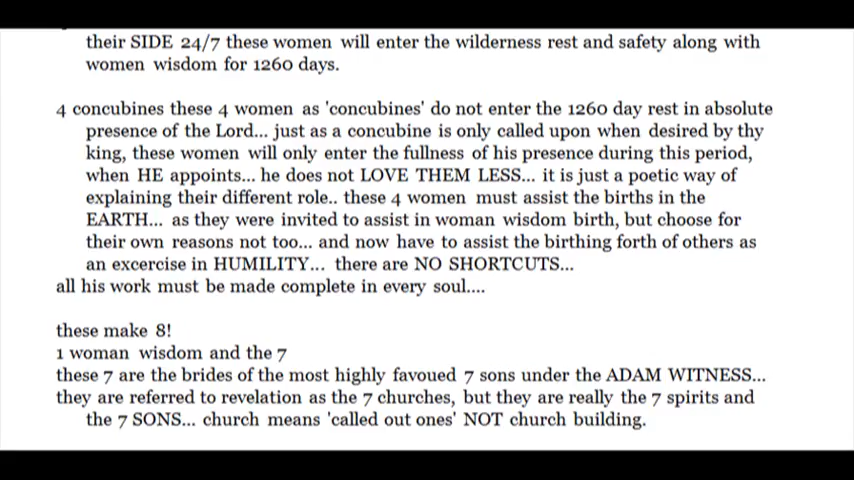 their SIDE 24/7 these women will enter the wilderness rest and safety along with
women wisdom for 1260 days.
4 concubines these 4 women as 'concubines' do not enter the 1260 day rest in absolute
presence of the Lord... just as a concubine is only called upon when desired by thy
king, these women will only enter the fullness of his presence during this period,
when HE appoints... he does not LOVE THEM LESS... it is just a poetic way of
explaining their different role.. these 4 women must assist the births in the
EARTH... as they were invited to assist in woman wisdom birth, but choose for
their own reasons not too... and now have to assist the birthing forth of others as
an excercise in HUMILITY... there are NO SHORTCUTS...
all his work must be made complete in every soul....
these make 8!
1 woman wisdom and the 7
these 7 are the brides of the most highly favoued 7 sons under the ADAM WITNESS...
they are referred to revelation as the 7 churches, but they are really the 7 spirits and
the 7 SONS... church means 'called out ones' NOT church building.